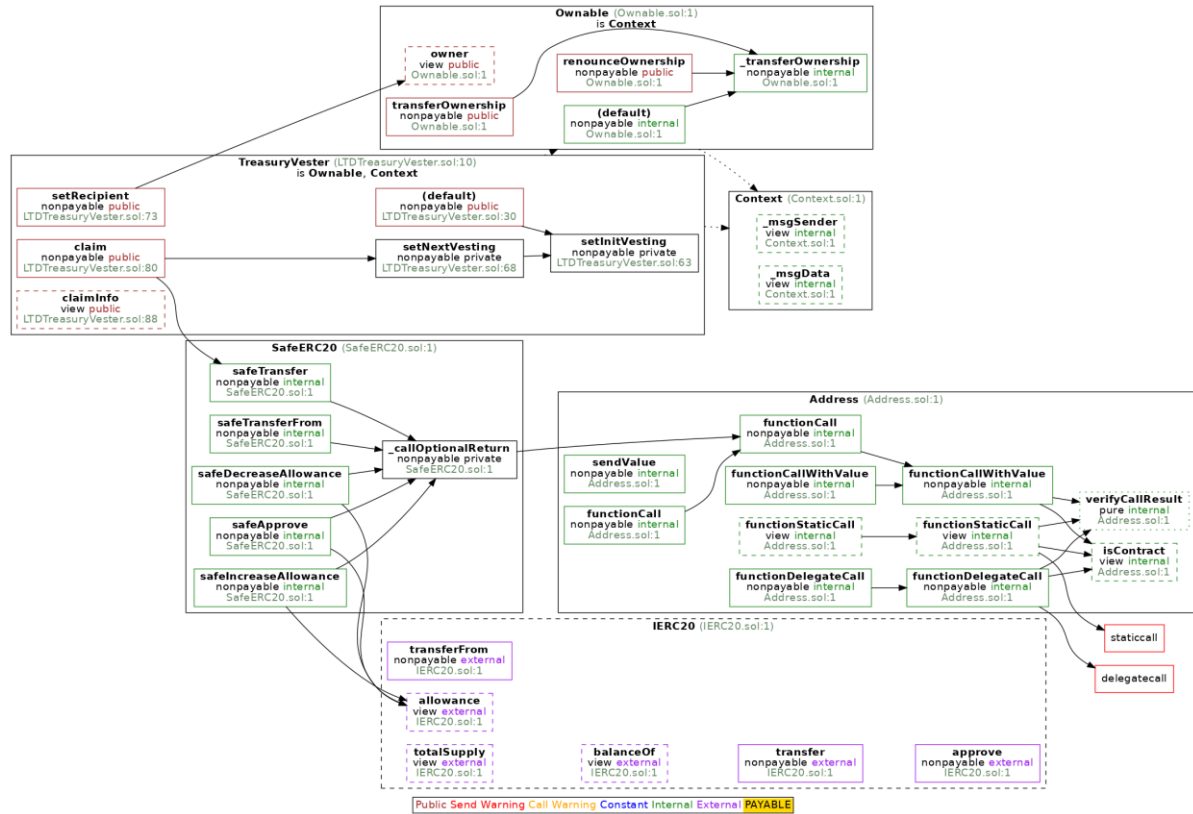 Ownable (Ownable.sol:1)
is Context
owner
view public
Ownable.sol:1
renounceOwnership
nonpayable public
Ownable.sol:1
_transferOwnership
nonpayable internal
Ownable.sol:1
transferOwnership
nonpayable public
Ownable.sol:1
(default)
nonpayable internal
Ownable.sol:1
TreasuryVester (LTDTreasuryVester.sol:10)
is Ownable, Context
setRecipient
nonpayable public
LTDTreasuryVester.sol:73
(default)
nonpayable public
LTDTreasuryVester.sol:30
claim
nonpayable public
LTDTreasuryVester.sol:80
setNextVesting
nonpayable private
LTDTreasuryVester.sol:68
setInitVesting
nonpayable private
LTDTreasuryVester.sol:63
claimInfo
view public
LTDTreasuryVester.sol:88
Context (Context.sol:1)
_msgSender
view internal
Context.sol:1
_msgData
view internal
Context.sol:1
SafeERC20 (SafeERC20.sol:1)
safeTransfer
nonpayable internal
SafeERC20.sol:1
safeTransferFrom
nonpayable internal
SafeERC20.sol:1
_callOptionalReturn
nonpayable private
SafeERC20.sol:1
safeDecreaseAllowance
nonpayable internal
SafeERC20.sol:1
safeApprove
nonpayable internal
SafeERC20.sol:1
safeIncreaseAllowance
nonpayable internal
SafeERC20.sol:1
Address (Address.sol:1)
functionCall
nonpayable internal
Address.sol:1
sendValue
nonpayable internal
Address.sol:1
functionCallWithValue
nonpayable internal
Address.sol:1
functionCallWithValue
nonpayable internal
Address.sol:1
verifyCallResult
pure internal
Address.sol:1
functionCall
nonpayable internal
Address.sol:1
functionStaticCall
view internal
Address.sol:1
functionStaticCall
view internal
Address.sol:1
isContract
view internal
Address.sol:1
functionDelegateCall
nonpayable internal
Address.sol:1
functionDelegateCall
nonpayable internal
Address.sol:1
staticcall
delegatecall
IERC20 (IERC20.sol:1)
transferFrom
nonpayable external
IERC20.sol:1
allowance
view external
IERC20.sol:1
totalSupply
view external
IERC20.sol:1
balanceOf
view external
IERC20.sol:1
transfer
nonpayable external
IERC20.sol:1
approve
nonpayable external
IERC20.sol:1
Public Send Warning Call Warning Constant Internal External PAYABLE